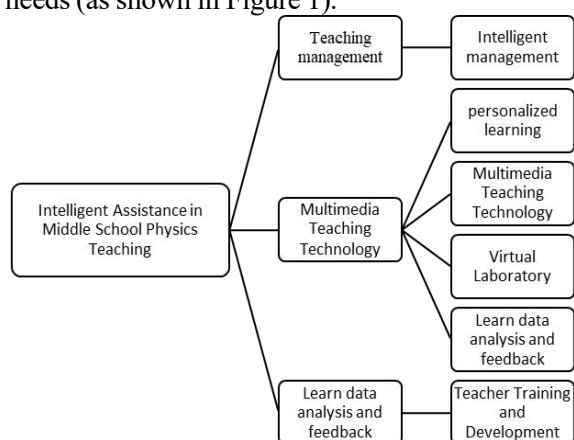 needs (as shown in Figure 1).
Teaching
management
Intelligent
management
personalized
learning
Multimedia
Teaching
Technology
Intelligent Assistance in
Middle School Physics
Teaching
Multimedia
Teaching
Technology
Virtual
Laboratory
Learn data
analysis and
feedback
Learn data
analysis and
feedback
Teacher Training
and
Development